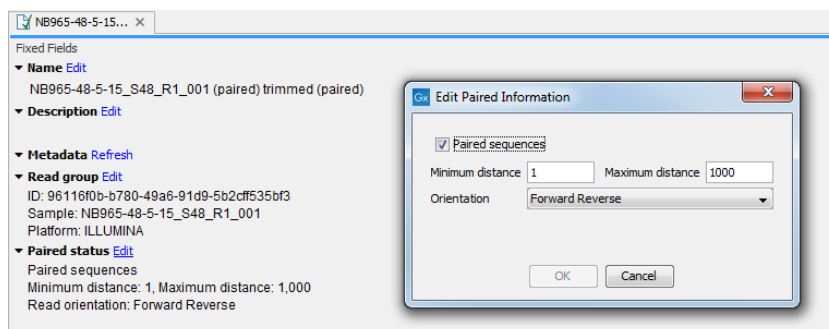 NB965-48-5-15...
Fixed Fields
Name Edit
NB965-48-5-15_S48_R1_001 (paired) trimmed (paired)
Description Edit
Metadata Refresh
Read group Edit
ID: 96116f0b-b780-49a6-91d9-5b2cff535bf3
Sample: NB965-48-5-15_S48_R1_001
Platform: ILLUMINA
Paired status Edit
Paired sequences
Minimum distance: 1, Maximum distance: 1,000
Read orientation: Forward Reverse
Gx Edit Paired Information
Paired sequences
Minimum distance 1 Maximum distance 1000
Orientation Forward Reverse
OK Cancel